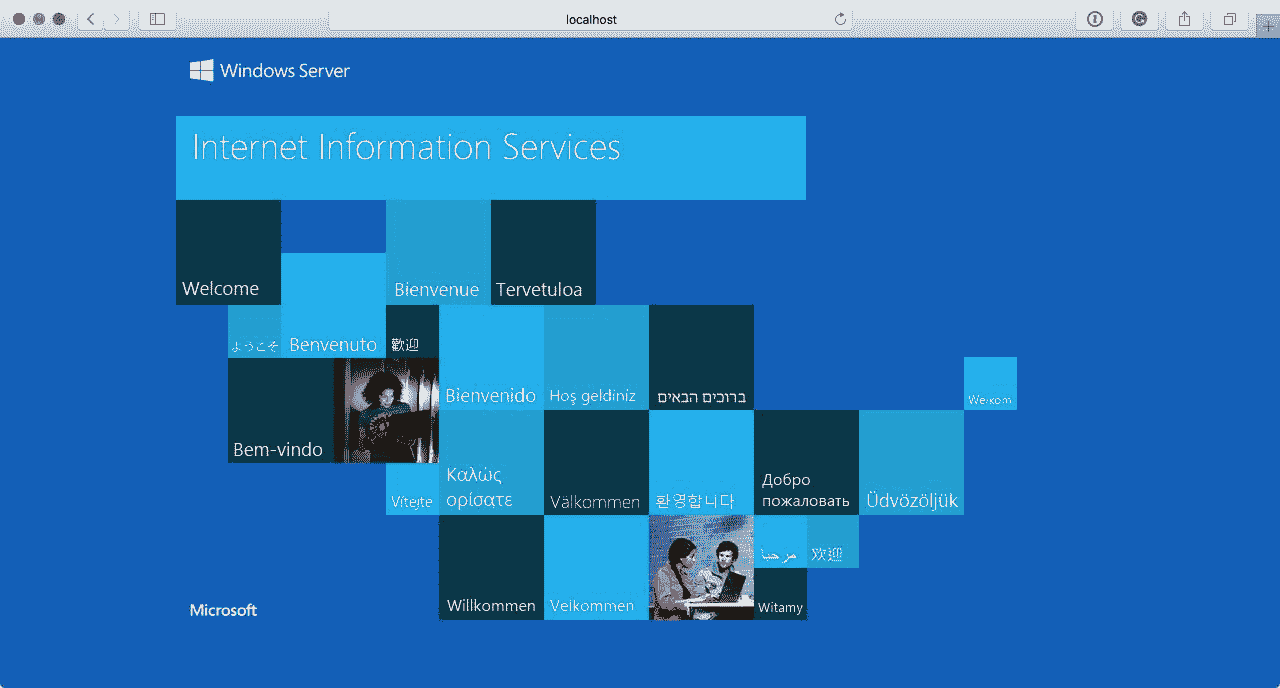 localhost
Windows Server
Internet Information Services
Welcome
Bienvenue
Tervetuloa
ようこそ
Benvenuto
歡迎
Bienvenido
Hoş geldiniz
ברוכים הבאים
Welkom
Bem-vindo
Vítejte
Καλώς
ορίσατε
Välkommen
환영합니다
Добро
пожаловать
Üdvözöljük
مرحبا
欢迎
Willkommen
Velkommen
Witamy
Microsoft